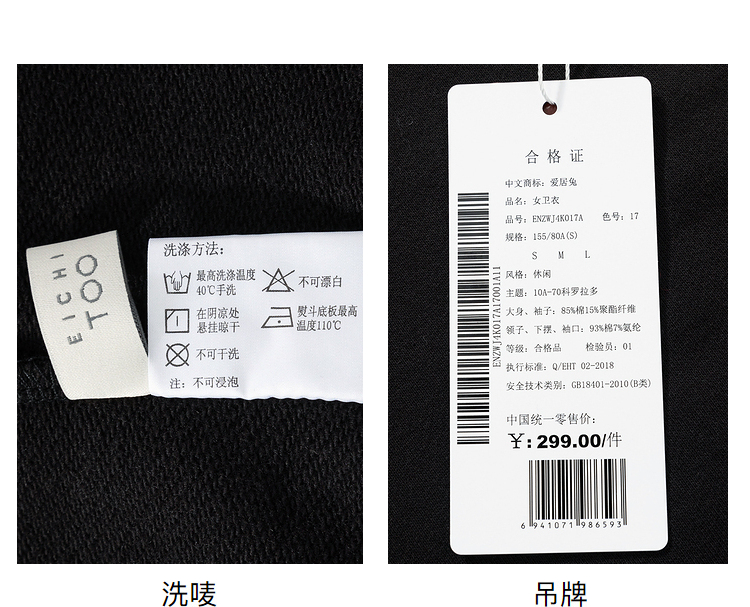 EICHI
TOO
洗涤方法:
最高洗涤温度
40℃手洗
不可漂白
在阴凉处
悬挂晾干
熨斗底板最高
温度110℃
不可干洗
注: 不可浸泡
合格证
中文商标: 爱居兔
品名: 女卫衣
品号: ENZWJ4K017A 色号: 17
规格: 155/80A(S)
S M L
风格: 休闲
主题: 10A-70科罗拉多
大身、袖子: 85%棉15%聚酯纤维
领子、下摆、袖口: 93%棉7%氨纶
等级: 合格品 检验员: 01
执行标准: Q/EHT 02-2018
安全技术类别: GB18401-2010(B类)
ENZWJ4K017A17001A11
中国统一零售价:
¥: 299.00/件
6 941071 986593
洗唛
吊牌